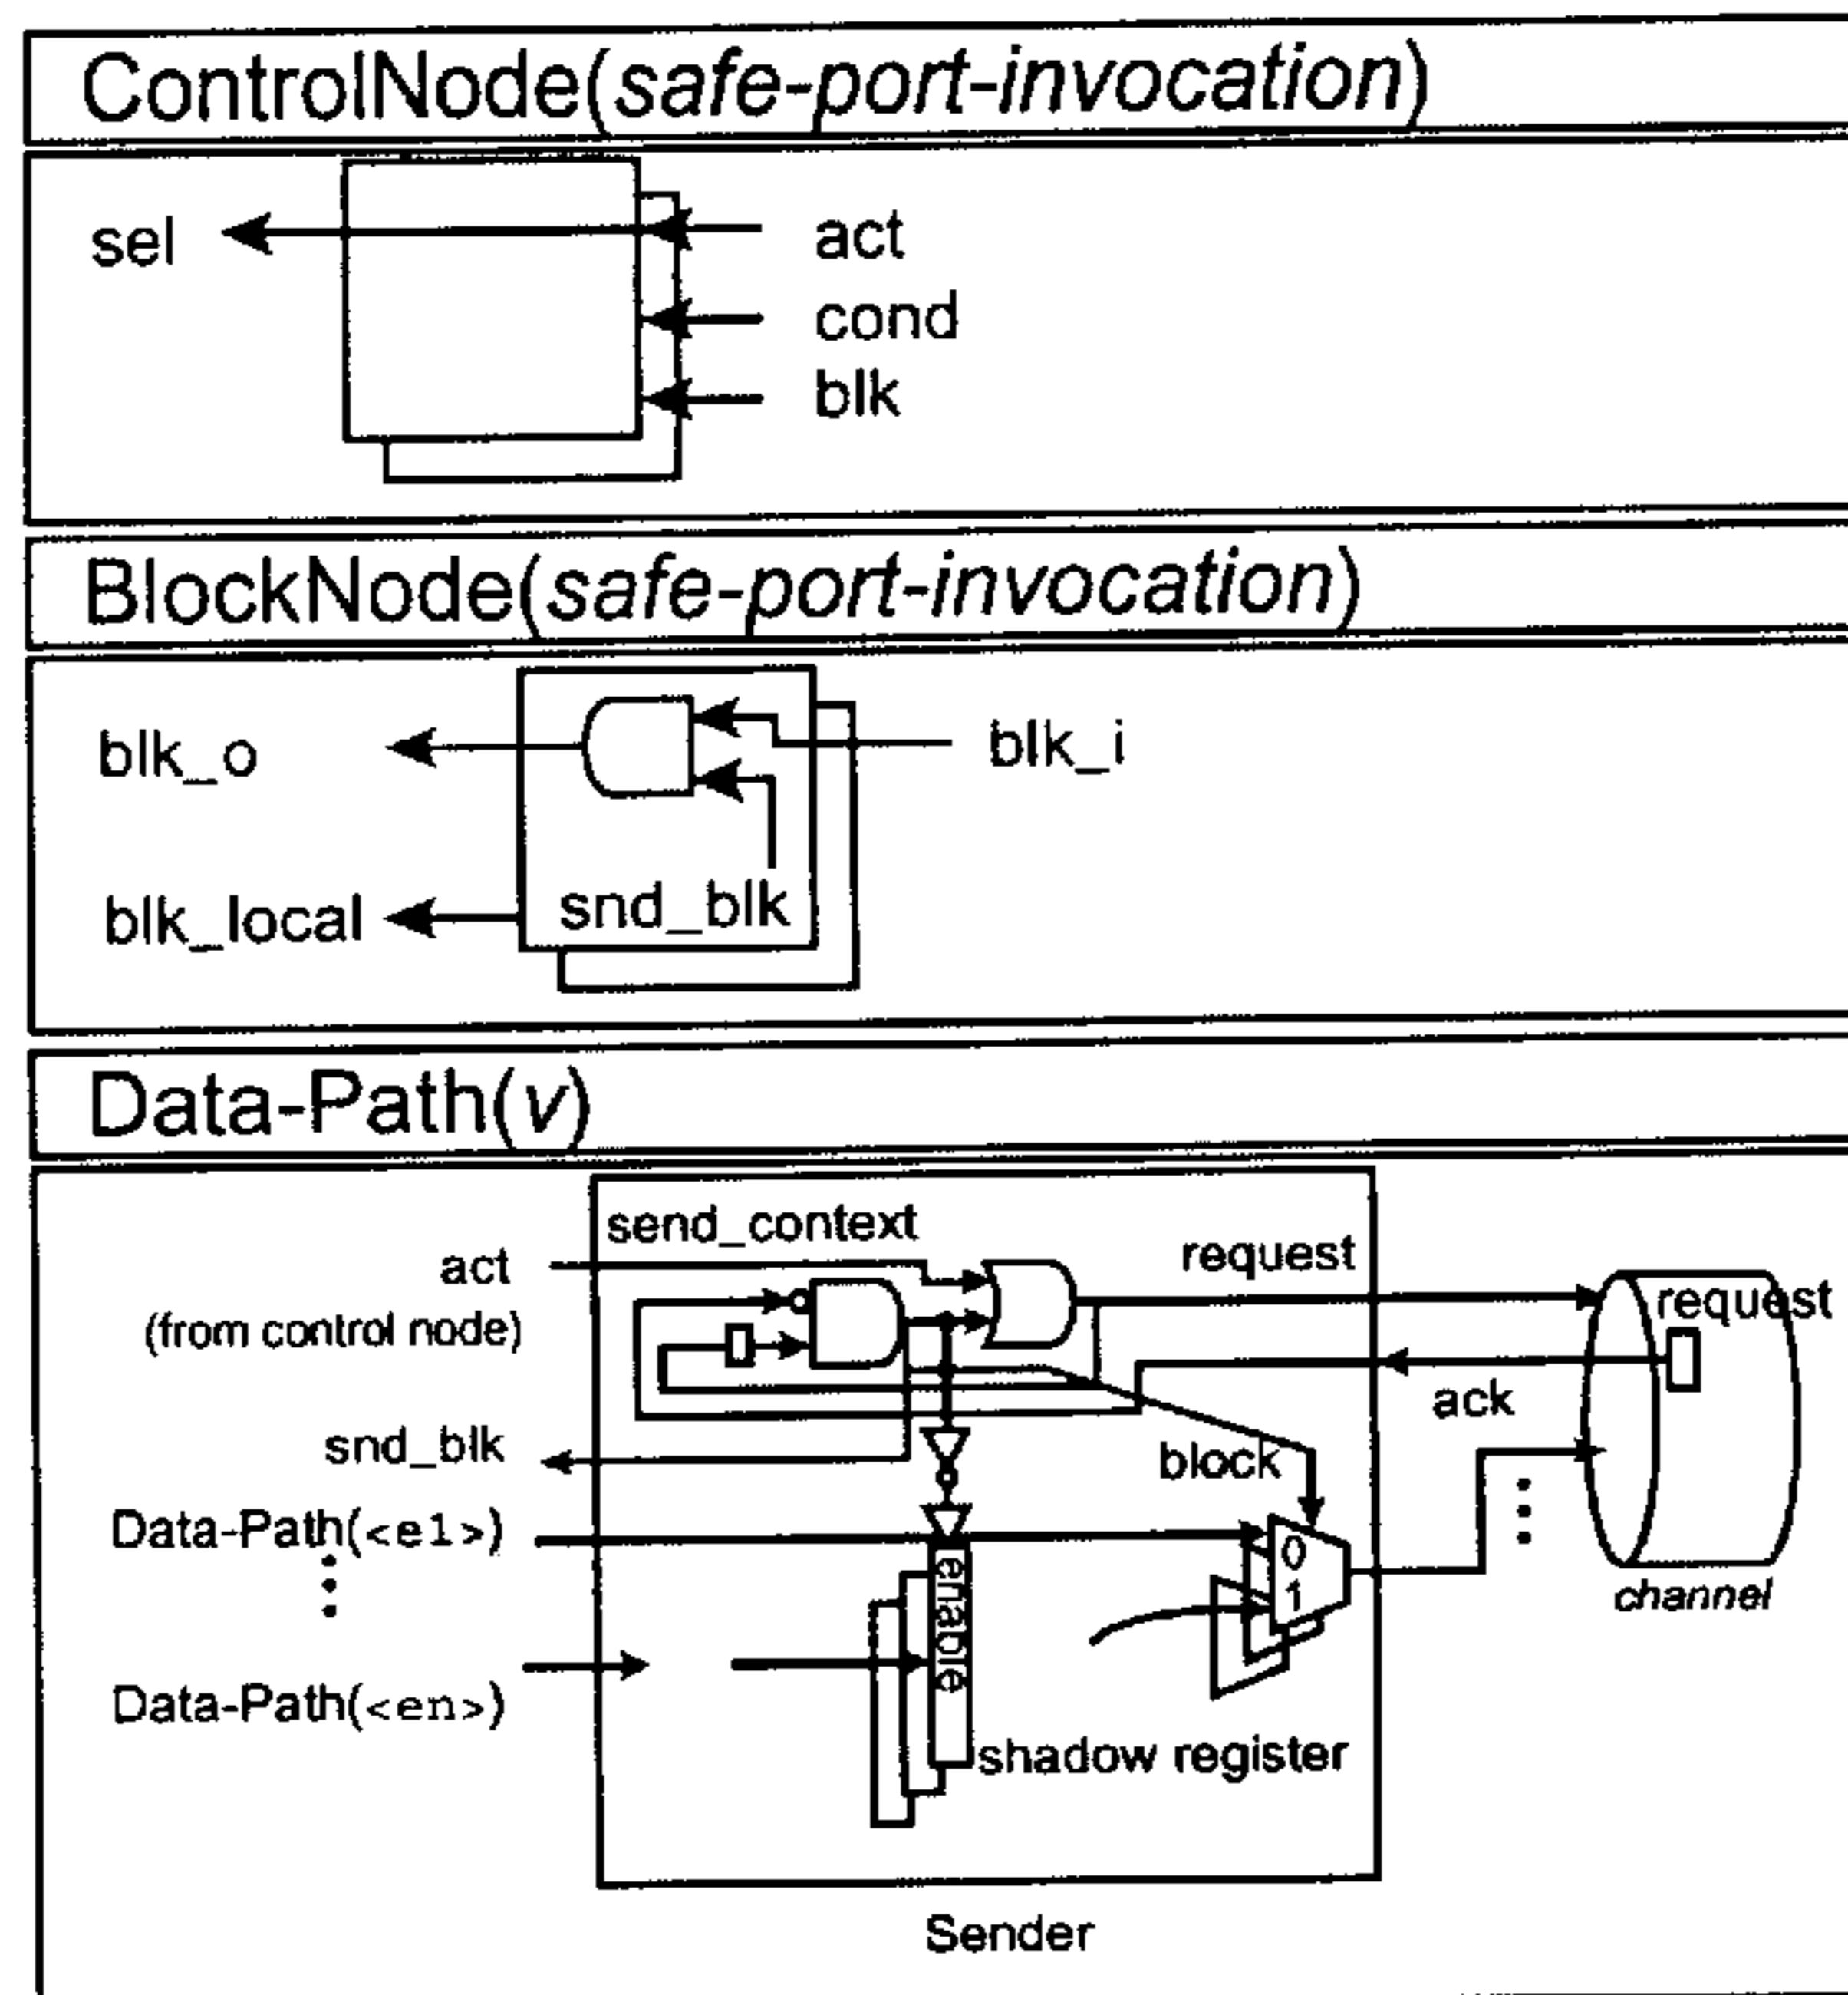 ControlNode(safe-port-invocation)
sel
act
cond
blk
BlockNode(safe-port-invocation)
blk_o
blk_i
blk_local
snd_blk
Data-Path(v)
send_context
act
(from control node)
request
request
ack
snd_blk
block
Data-Path(<e1>)
0
1
enable
channel
Data-Path(<en>)
shadow register
Sender